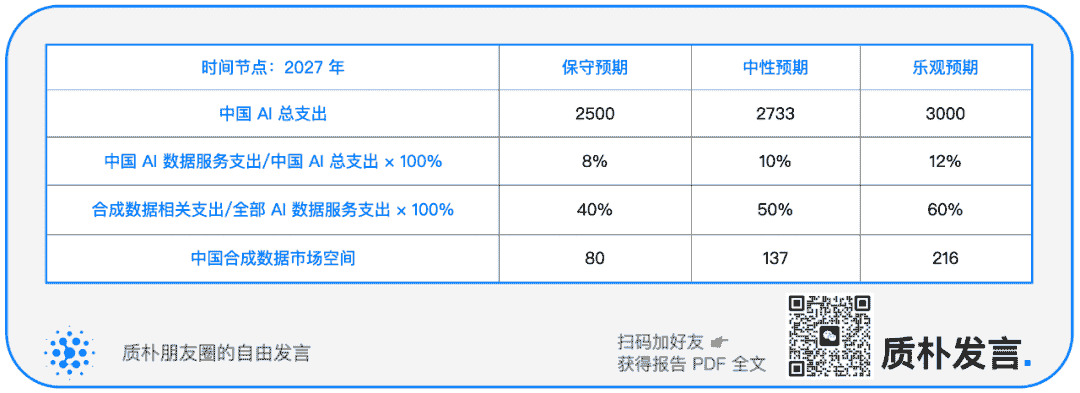 时间节点：2027 年 保守预期 中性预期 乐观预期
中国 AI 总支出 2500 2733 3000
中国 AI 数据服务支出/中国 AI 总支出 × 100% 8% 10% 12%
合成数据相关支出/全部 AI 数据服务支出 × 100% 40% 50% 60%
中国合成数据市场空间 80 137 216
质朴朋友圈的自由发言
扫码加好友
获得报告 PDF 全文
质朴发言.